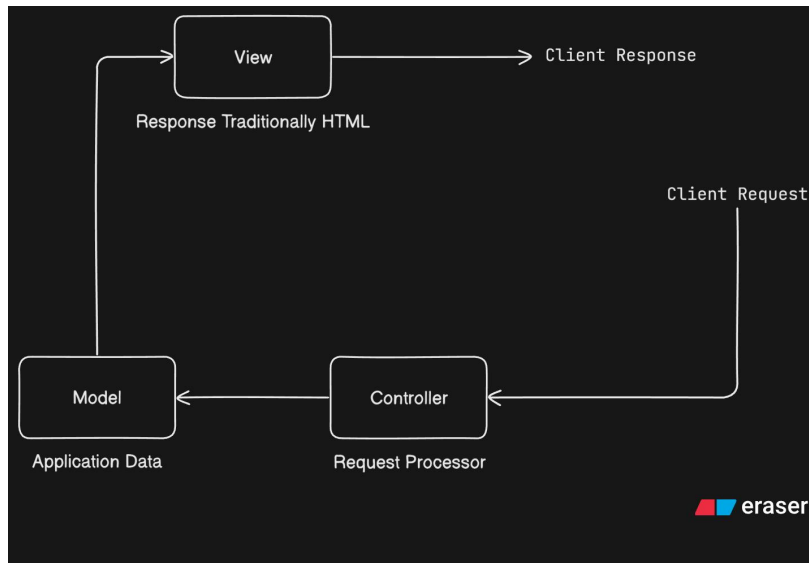 View
Client Response
Response Traditionally HTML
Client Request
Model
Controller
Application Data
Request Processor
eraser